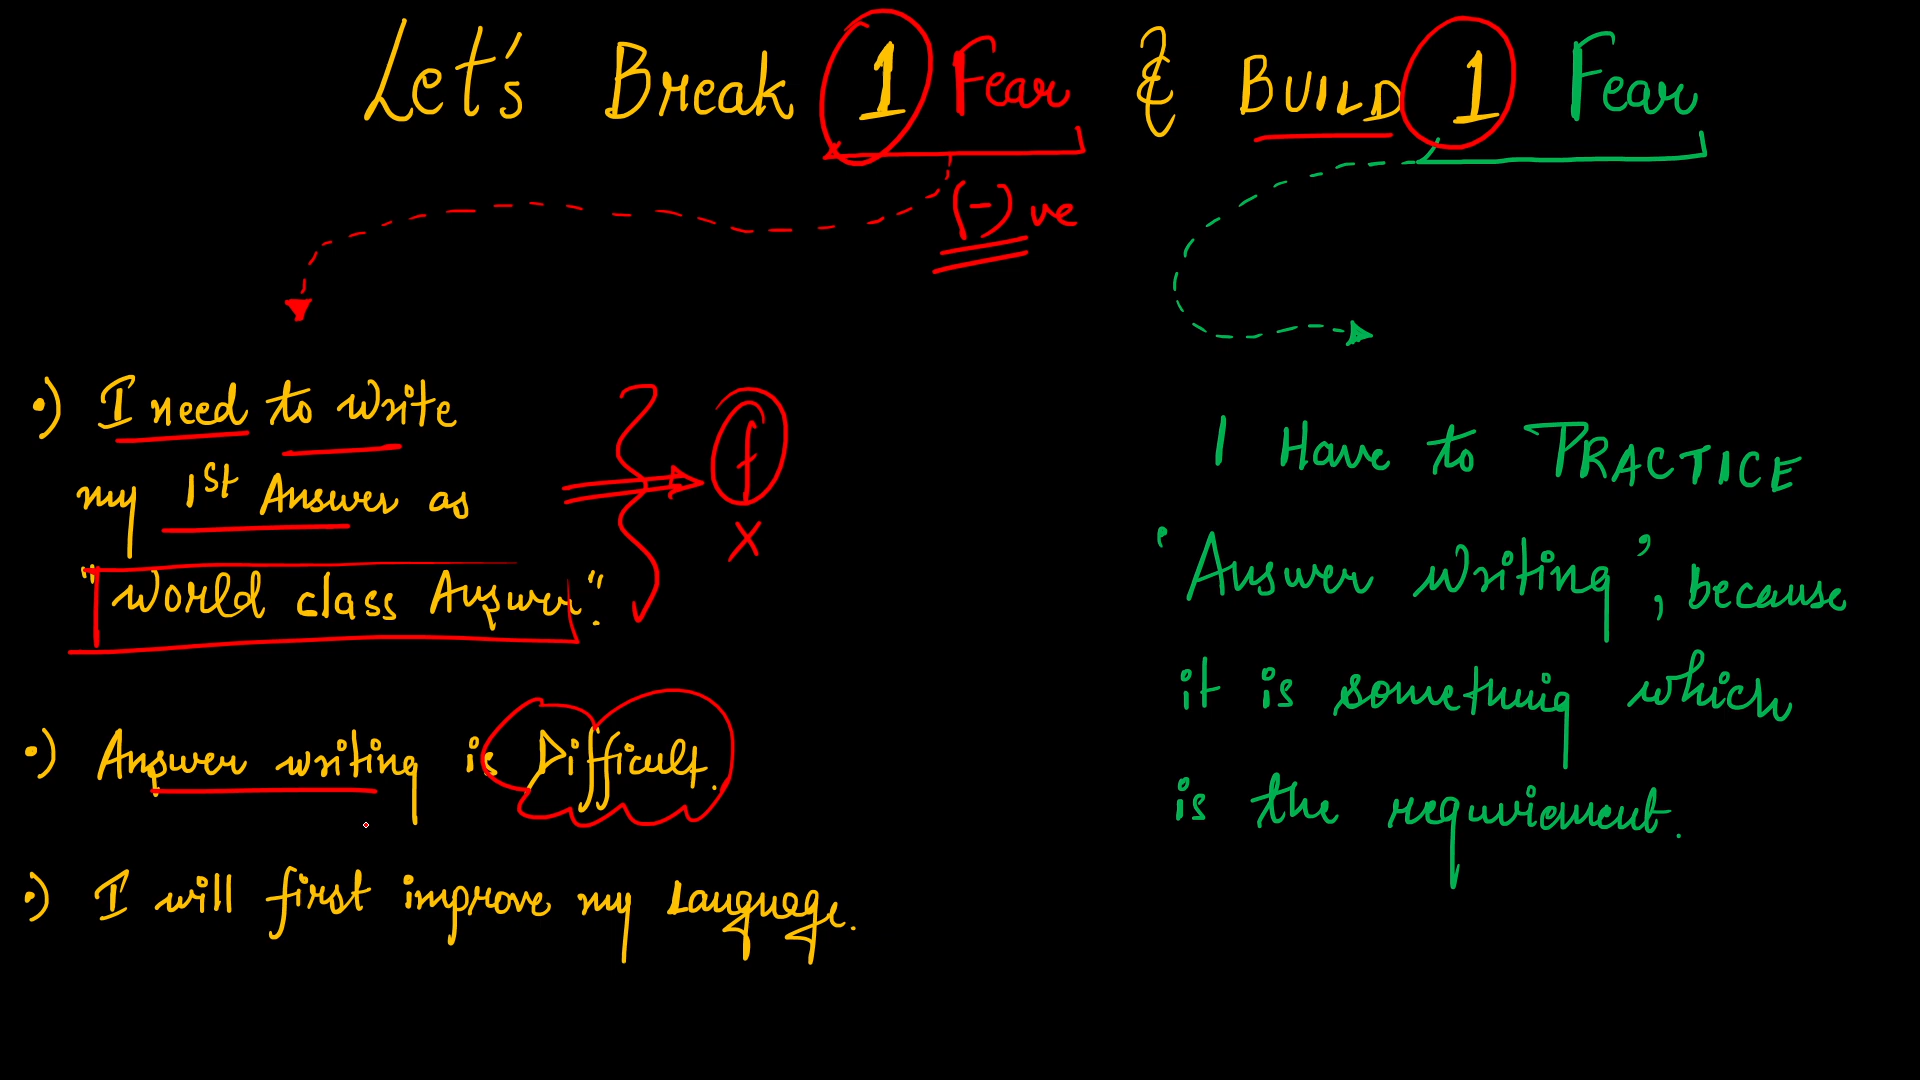 Let's Break 1 Fear & BUILD 1 Fear
(-) ve
•) I need to write
my 1st Answer as
"World class Answer."
f
x
•) Answer writing is Difficult.
•) I will first improve my Language.
I Have to PRACTICE
'Answer Writing', because
it is something which
is the requirement.